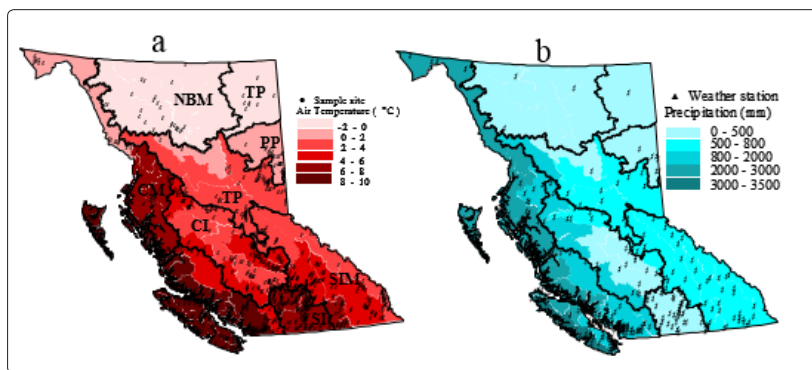 a
b
NBM
TP
PP
CM
TP
CI
SIM
Sample site
Air Temperature ( °C)
-2 - 0
0 - 2
2 - 4
4 - 6
6 - 8
8 - 10
Weather station
Precipitation (mm)
0 - 500
500 - 800
800 - 2000
2000 - 3000
3000 - 3500